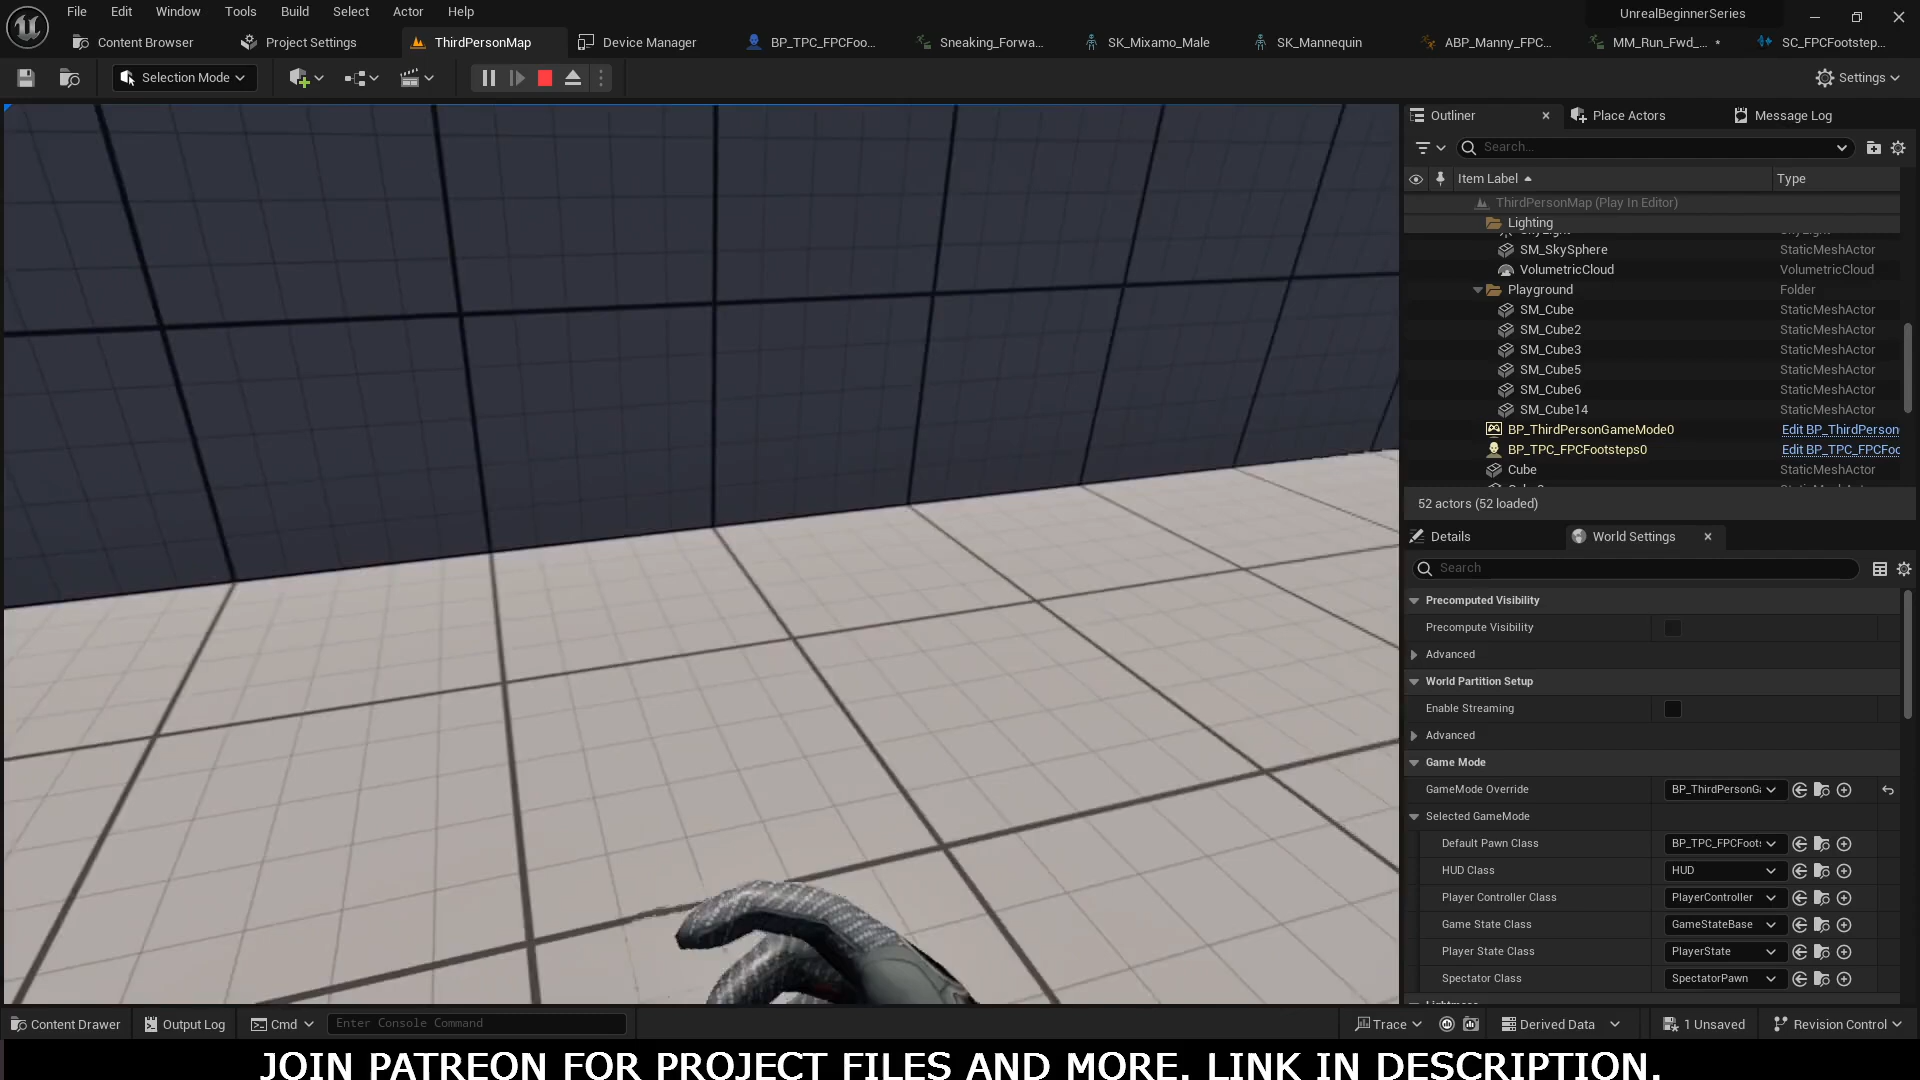 File Edit Window Tools Build Select Actor Help
UnrealBeginnerSeries
Content Browser Project Settings ThirdPersonMap Device Manager BP_TPC_FPCFoo... Sneaking_Forwa... SK_Mixamo_Male SK_Mannequin ABP_Manny_FPC... MM_Run_Fwd_... • SC_FPCFootstep...
Selection Mode Settings
Outliner Place Actors Message Log
Search...
Item Label Type
ThirdPersonMap (Play In Editor)
Lighting
SM_SkySphere StaticMeshActor
VolumetricCloud VolumetricCloud
Playground Folder
SM_Cube StaticMeshActor
SM_Cube2 StaticMeshActor
SM_Cube3 StaticMeshActor
SM_Cube5 StaticMeshActor
SM_Cube6 StaticMeshActor
SM_Cube14 StaticMeshActor
BP_ThirdPersonGameMode0 Edit BP_ThirdPerson
BP_TPC_FPCFootsteps0 Edit BP_TPC_FPCFoo
Cube StaticMeshActor
52 actors (52 loaded)
Details World Settings
Search
Precomputed Visibility
Precompute Visibility
Advanced
World Partition Setup
Enable Streaming
Advanced
Game Mode
GameMode Override BP_ThirdPersonGa
Selected GameMode
Default Pawn Class BP_TPC_FPCFoots
HUD Class HUD
Player Controller Class PlayerController
Game State Class GameStateBase
Player State Class PlayerState
Spectator Class SpectatorPawn
Content Drawer Output Log Cmd Enter Console Command Trace Derived Data 1 Unsaved Revision Control
JOIN PATREON FOR PROJECT FILES AND MORE. LINK IN DESCRIPTION.